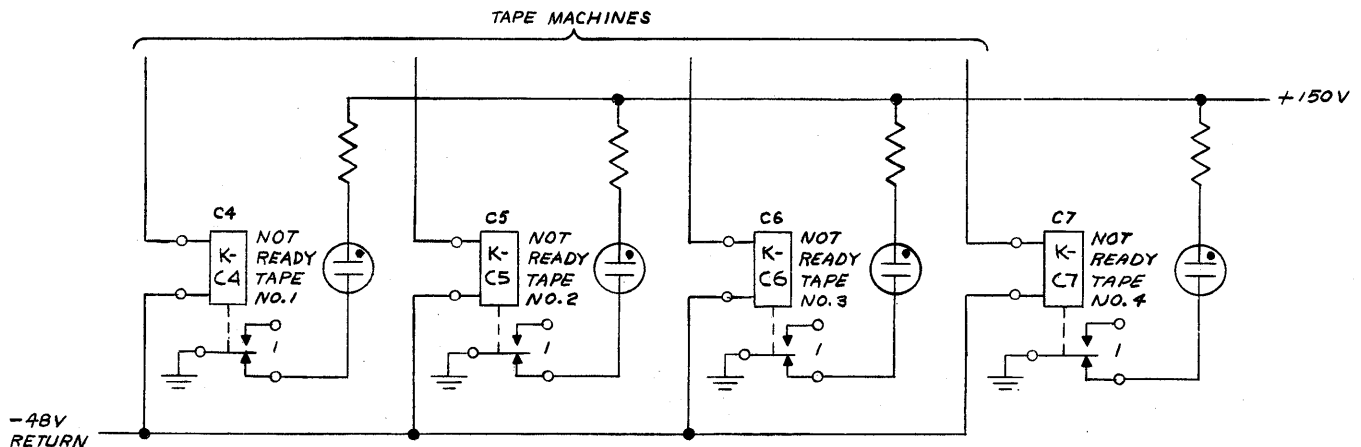 TAPE MACHINES
+150V
C4
K-
C4
NOT
READY
TAPE
NO.1
1
C5
K-
C5
NOT
READY
TAPE
NO.2
1
C6
K-
C6
NOT
READY
TAPE
NO.3
1
C7
K-
C7
NOT
READY
TAPE
NO.4
1
-48V
RETURN